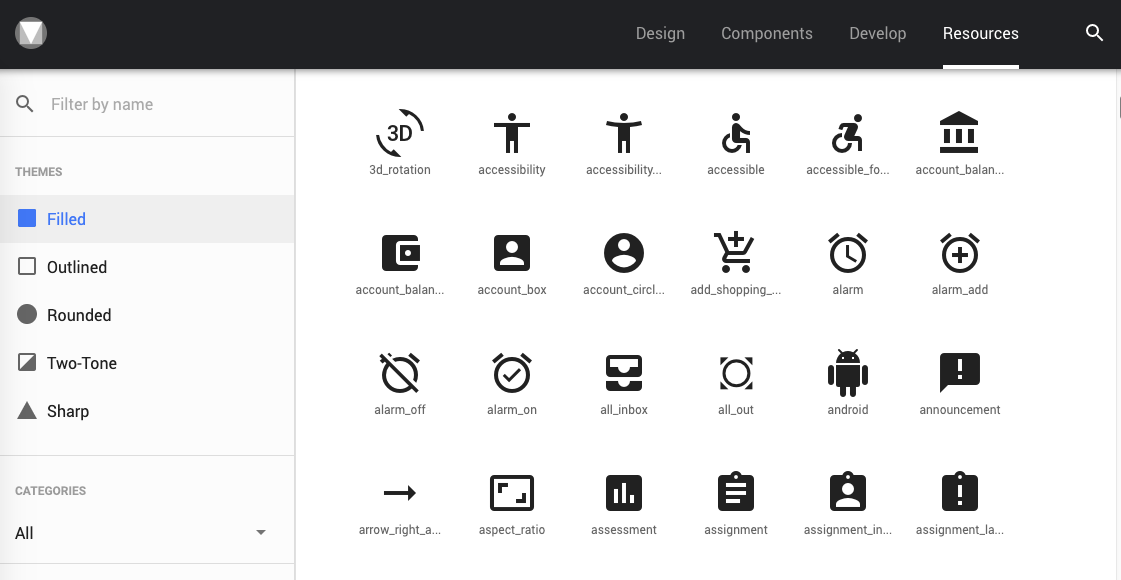 Design Components Develop Resources
Filter by name
THEMES
Filled
Outlined
Rounded
Two-Tone
Sharp
CATEGORIES
All
3D
3d_rotation accessibility accessibility... accessible accessible_fo... account_balan...
account_balan... account_box account_circl... add_shopping_... alarm alarm_add
alarm_off alarm_on all_inbox all_out android announcement
arrow_right_a... aspect_ratio assessment assignment assignment_in... assignment_la...